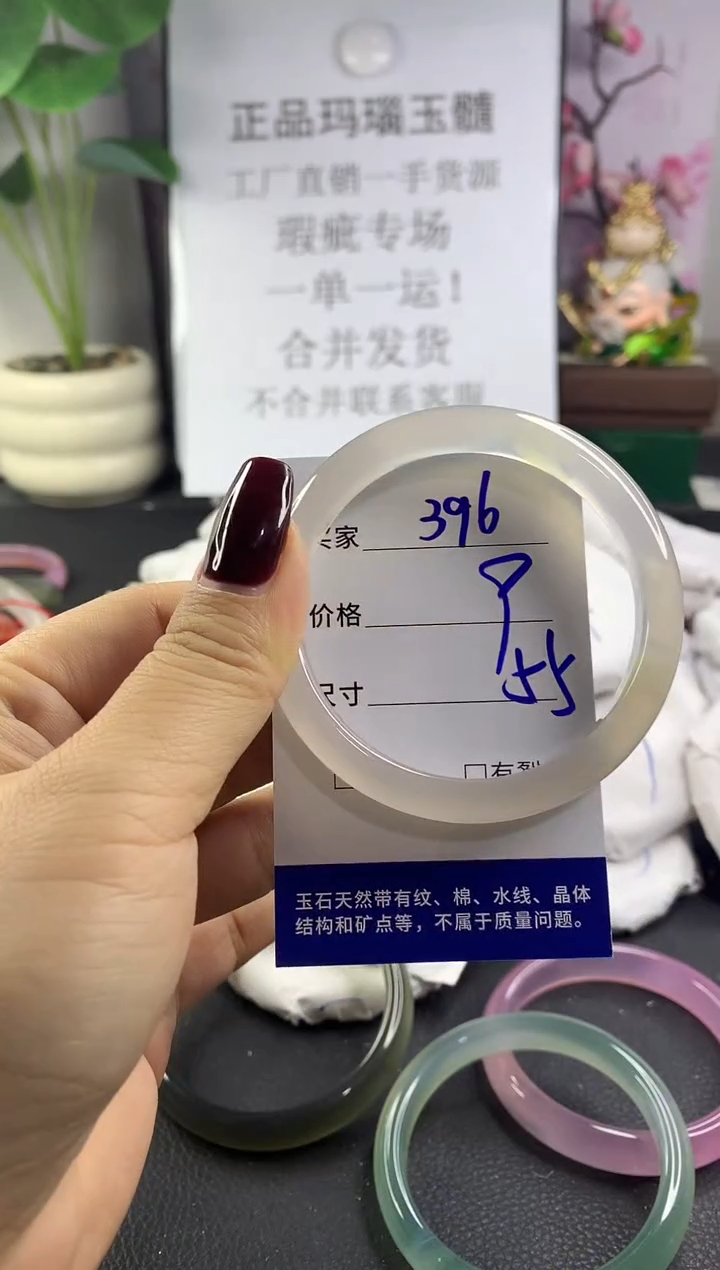 正品玛瑙玉髓
工厂直销一手货源
瑕疵专场
一单一运！
合并发货
不合并联系客服
买家 396
价格
尺寸 55
□有裂
玉石天然带有纹、棉、水线、晶体
结构和矿点等，不属于质量问题。